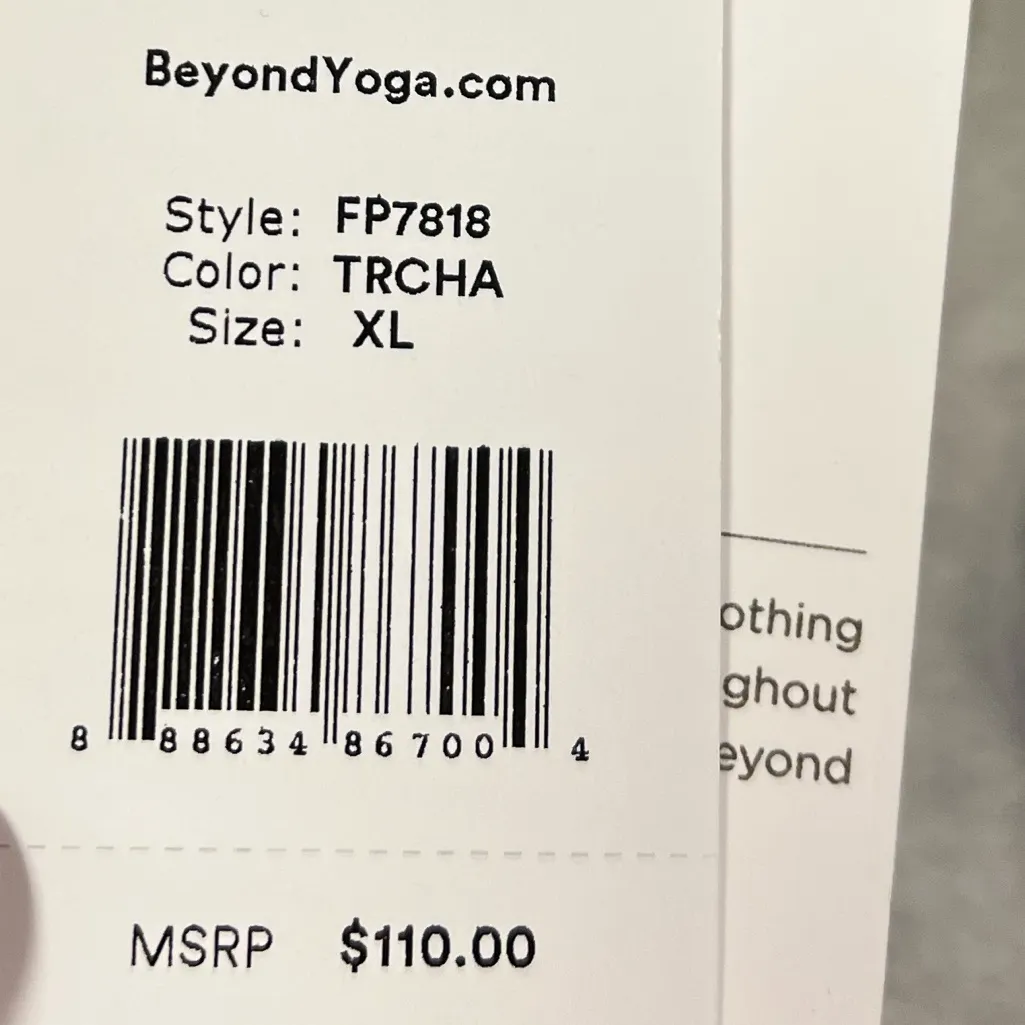 BeyondYoga.com
Style: FP7818
Color: TRCHA
Size: XL
8 88634 86700 4
MSRP $110.00
othing
ghout
eyond